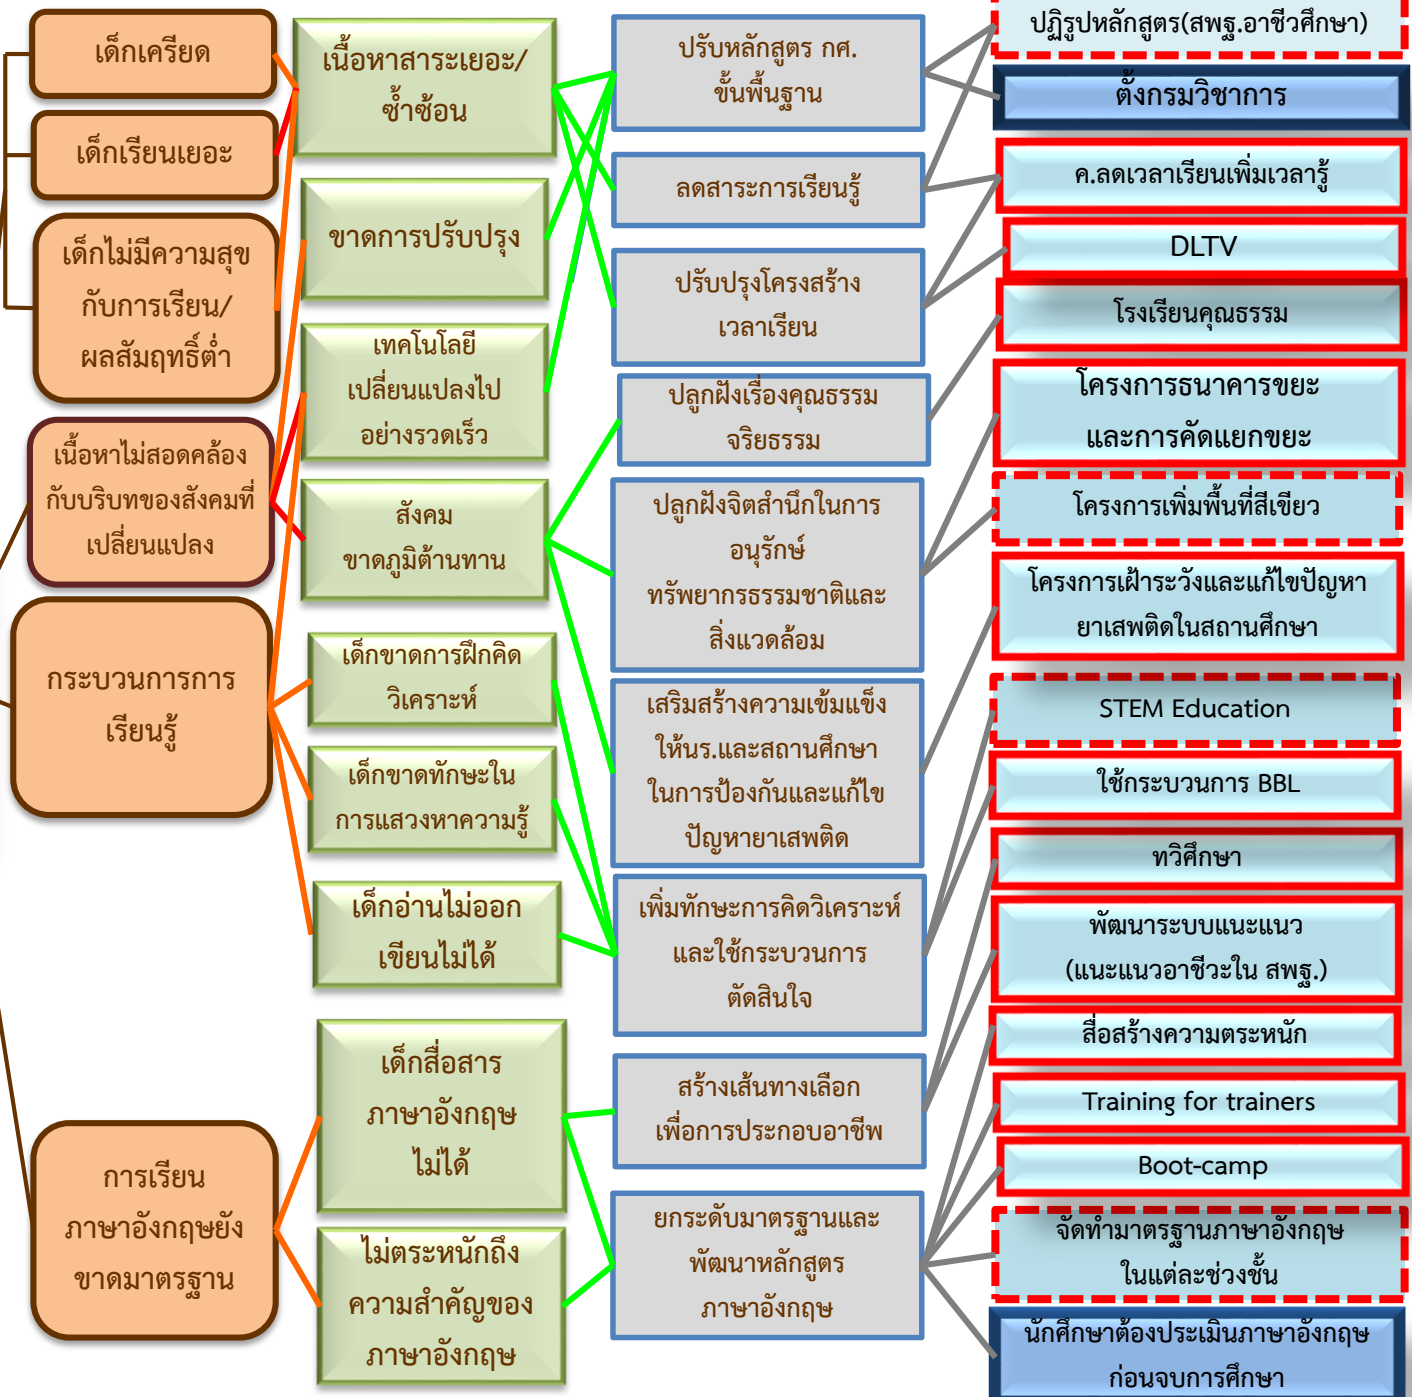 เด็กเครียด
เด็กเรียนเยอะ
เด็กไม่มีความสุข
กับการเรียน/
ผลสัมฤทธิ์ต่ำ
เนื้อหาไม่สอดคล้อง
กับบริบทของสังคมที่
เปลี่ยนแปลง
กระบวนการการ
เรียนรู้
การเรียน
ภาษาอังกฤษยัง
ขาดมาตรฐาน
เนื้อหาสาระเยอะ/
ซ้ำซ้อน
ขาดการปรับปรุง
เทคโนโลยี
เปลี่ยนแปลงไป
อย่างรวดเร็ว
สังคม
ขาดภูมิต้านทาน
เด็กขาดการฝึกคิด
วิเคราะห์
เด็กขาดทักษะใน
การแสวงหาความรู้
เด็กอ่านไม่ออก
เขียนไม่ได้
เด็กสื่อสาร
ภาษาอังกฤษ
ไม่ได้
ไม่ตระหนักถึง
ความสำคัญของ
ภาษาอังกฤษ
ปรับหลักสูตร กศ.
ขั้นพื้นฐาน
ลดสาระการเรียนรู้
ปรับปรุงโครงสร้าง
เวลาเรียน
ปลูกฝังเรื่องคุณธรรม
จริยธรรม
ปลูกฝังจิตสำนึกในการ
อนุรักษ์
ทรัพยากรธรรมชาติและ
สิ่งแวดล้อม
เสริมสร้างความเข้มแข็ง
ให้นร.และสถานศึกษา
ในการป้องกันและแก้ไข
ปัญหายาเสพติด
เพิ่มทักษะการคิดวิเคราะห์
และใช้กระบวนการ
ตัดสินใจ
สร้างเส้นทางเลือก
เพื่อการประกอบอาชีพ
ยกระดับมาตรฐานและ
พัฒนาหลักสูตร
ภาษาอังกฤษ
ปฏิรูปหลักสูตร(สพฐ.อาชีวศึกษา)
ตั้งกรมวิชาการ
ค.ลดเวลาเรียนเพิ่มเวลารู้
DLTV
โรงเรียนคุณธรรม
โครงการธนาคารขยะ
และการคัดแยกขยะ
โครงการเพิ่มพื้นที่สีเขียว
โครงการเฝ้าระวังและแก้ไขปัญหา
ยาเสพติดในสถานศึกษา
STEM Education
ใช้กระบวนการ BBL
ทวิศึกษา
พัฒนาระบบแนะแนว
(แนะแนวอาชีวะใน สพฐ.)
สื่อสร้างความตระหนัก
Training for trainers
Boot-camp
จัดทำมาตรฐานภาษาอังกฤษ
ในแต่ละช่วงชั้น
นักศึกษาต้องประเมินภาษาอังกฤษ
ก่อนจบการศึกษา